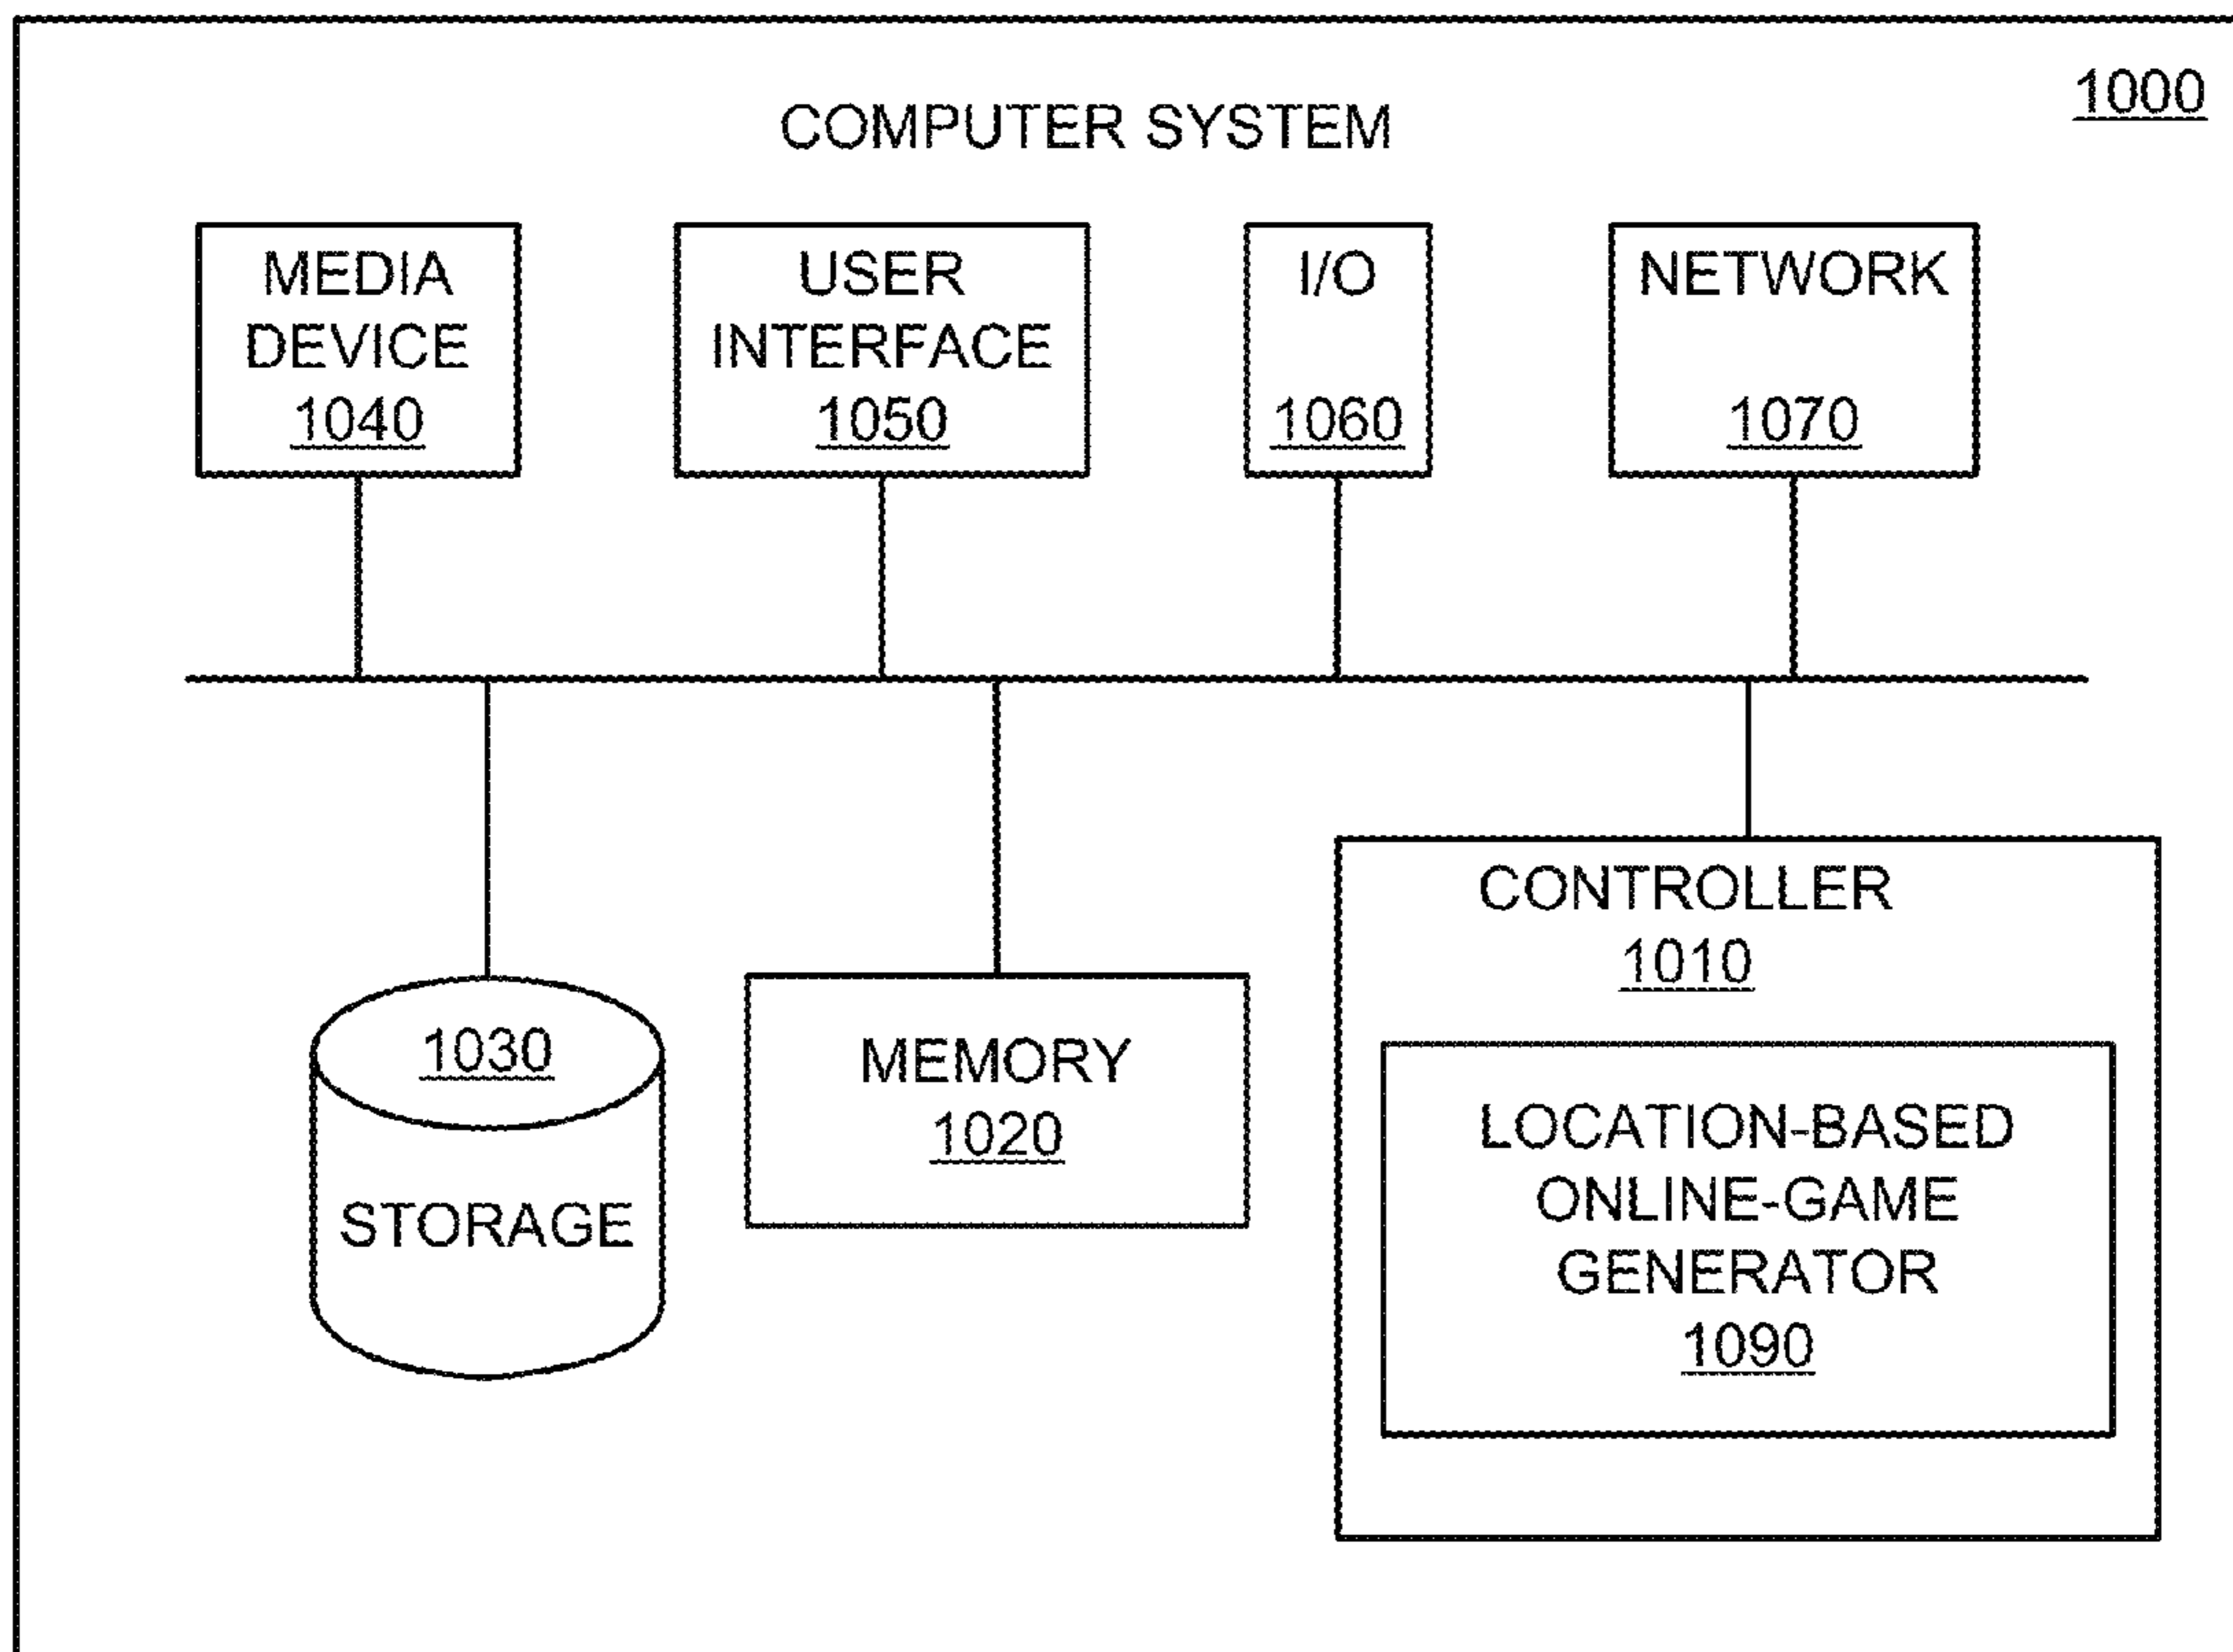 1000
COMPUTER SYSTEM
MEDIA
DEVICE
1040
USER
INTERFACE
1050
I/O
1060
NETWORK
1070
1030
STORAGE
MEMORY
1020
CONTROLLER
1010
LOCATION-BASED
ONLINE-GAME
GENERATOR
1090